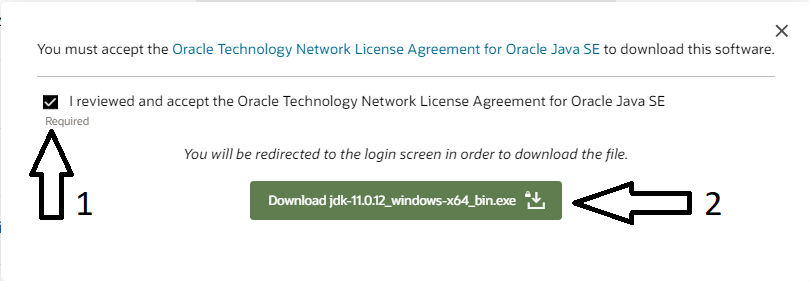 You must accept the Oracle Technology Network License Agreement for Oracle Java SE to download this software.
I reviewed and accept the Oracle Technology Network License Agreement for Oracle Java SE
Required
You will be redirected to the login screen in order to download the file.
1
Download jdk-11.0.12_windows-x64_bin.exe
2